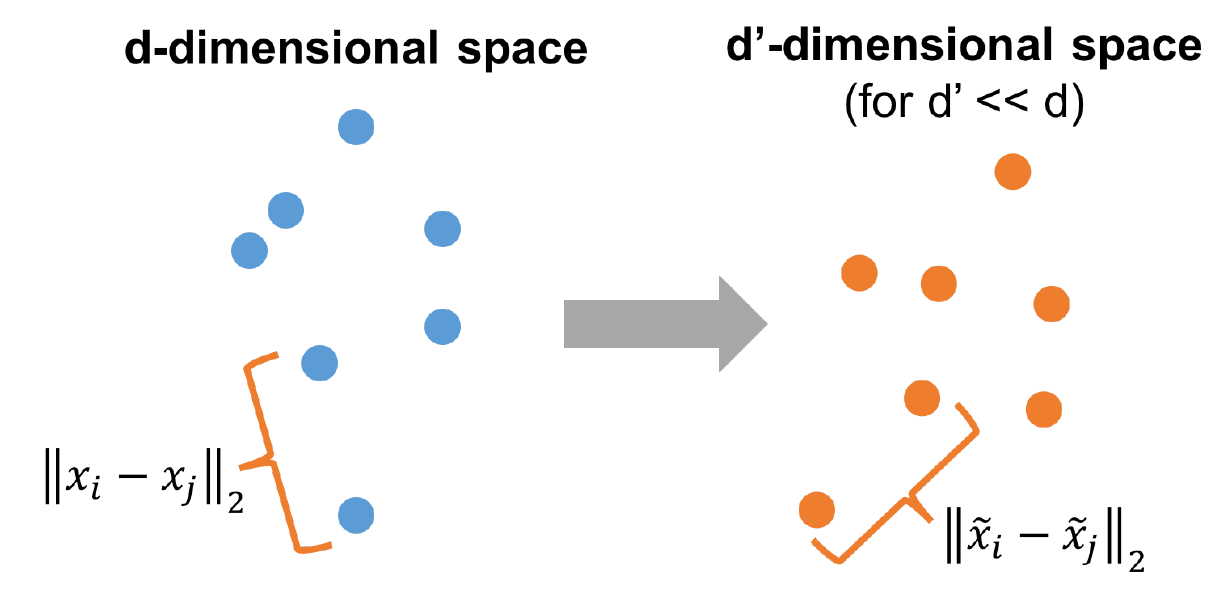 d-dimensional space
d’-dimensional space
(for d’ << d)
‖xᵢ − xⱼ‖₂
‖x̃ᵢ − x̃ⱼ‖₂